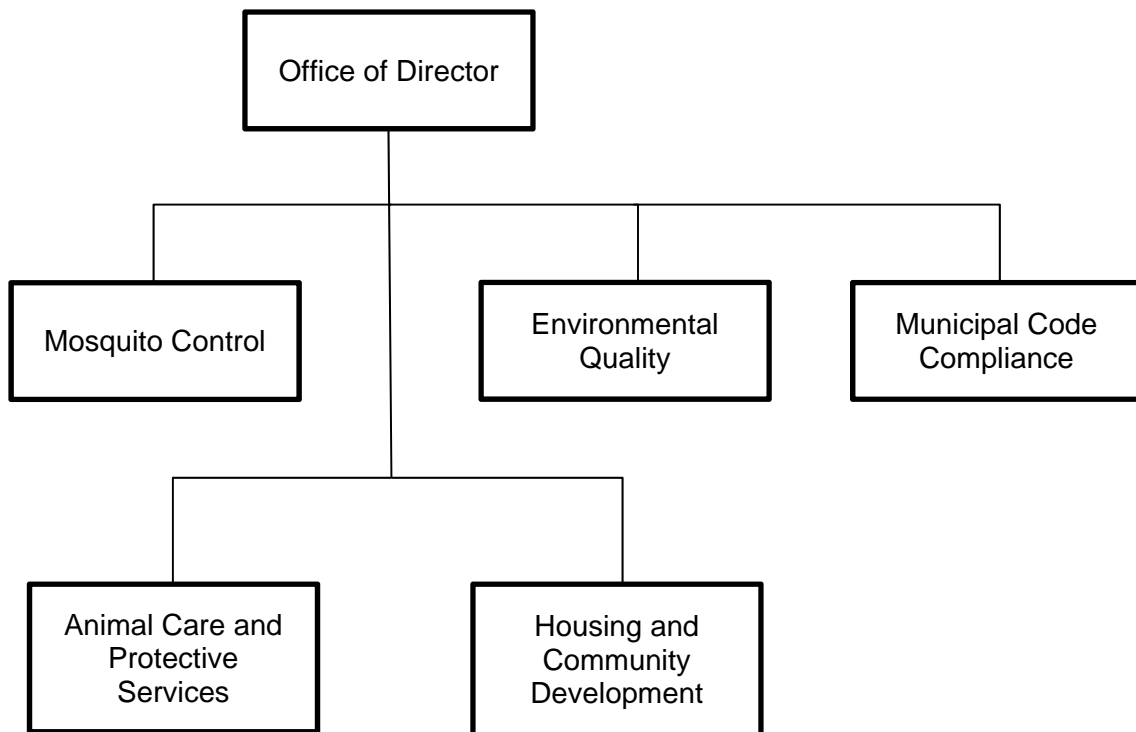 Office of Director
Mosquito Control
Environmental
Quality
Municipal Code
Compliance
Animal Care and
Protective
Services
Housing and
Community
Development